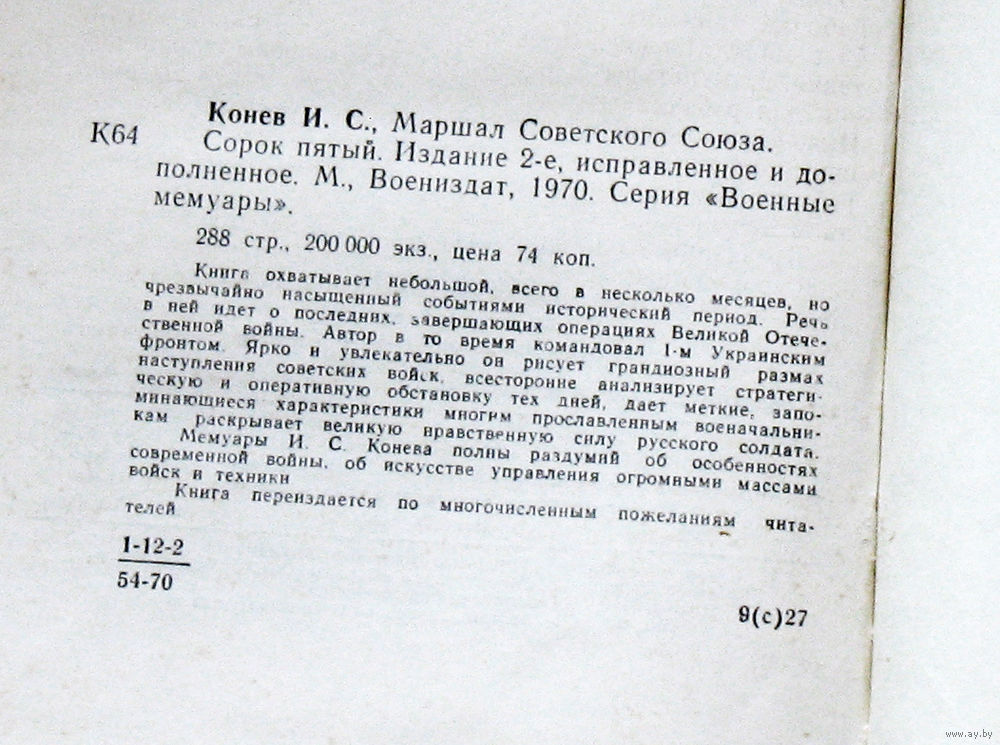 Конев И. С., Маршал Советского Союза.
К64
Сорок пятый. Издание 2-е, исправленное и до-
полненное. М., Воениздат, 1970. Серия «Военные
мемуары».
288 стр., 200 000 экз., цена 74 коп.
Книга охватывает небольшой, всего в несколько месяцев, но
чрезвычайно насыщенный событиями исторический период. Речь
в ней идет о последних, завершающих операциях Великой Отече-
ственной войны. Автор в то время командовал 1-м Украинским
фронтом. Ярко и увлекательно он рисует грандиозный размах
наступления советских войск, всесторонне анализирует стратеги-
ческую и оперативную обстановку тех дней, дает меткие, запо-
минающиеся характеристики многим прославленным военачальни-
кам раскрывает великую нравственную силу русского солдата.
Мемуары И. С. Конева полны раздумий об особенностях
современной войны, об искусстве управления огромными массами
войск и техники
Книга переиздается по многочисленным пожеланиям чита-
телей
1-12-2
54-70
9(с)27
www.ay.by